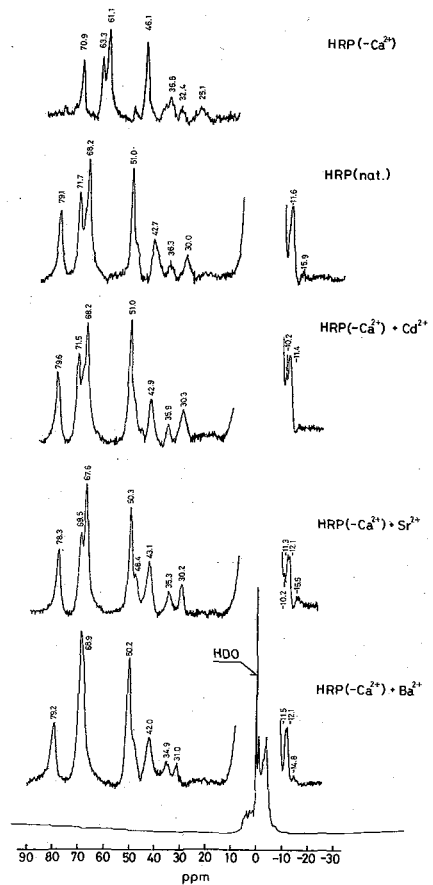 HRP(-Ca²⁺)
70.9 63.3 61.1 46.1 36.8 32.4 25.1
HRP(nat.)
79.1 71.7 68.2 51.0 42.7 36.3 30.0 -11.6 -15.9
HRP(-Ca²⁺) + Cd²⁺
79.6 71.5 68.2 51.0 42.9 35.9 30.3 -10.2 -11.4
HRP(-Ca²⁺) + Sr²⁺
78.3 68.5 67.6 50.3 48.4 43.1 35.3 30.2 -10.2 -11.3 -12.1
HRP(-Ca²⁺) + Ba²⁺
79.2 68.9 50.2 42.0 34.9 31.0 -11.5 -12.1 -14.8
HDO
90 80 70 60 50 40 30 20 10 0 -10 -20 -30
ppm